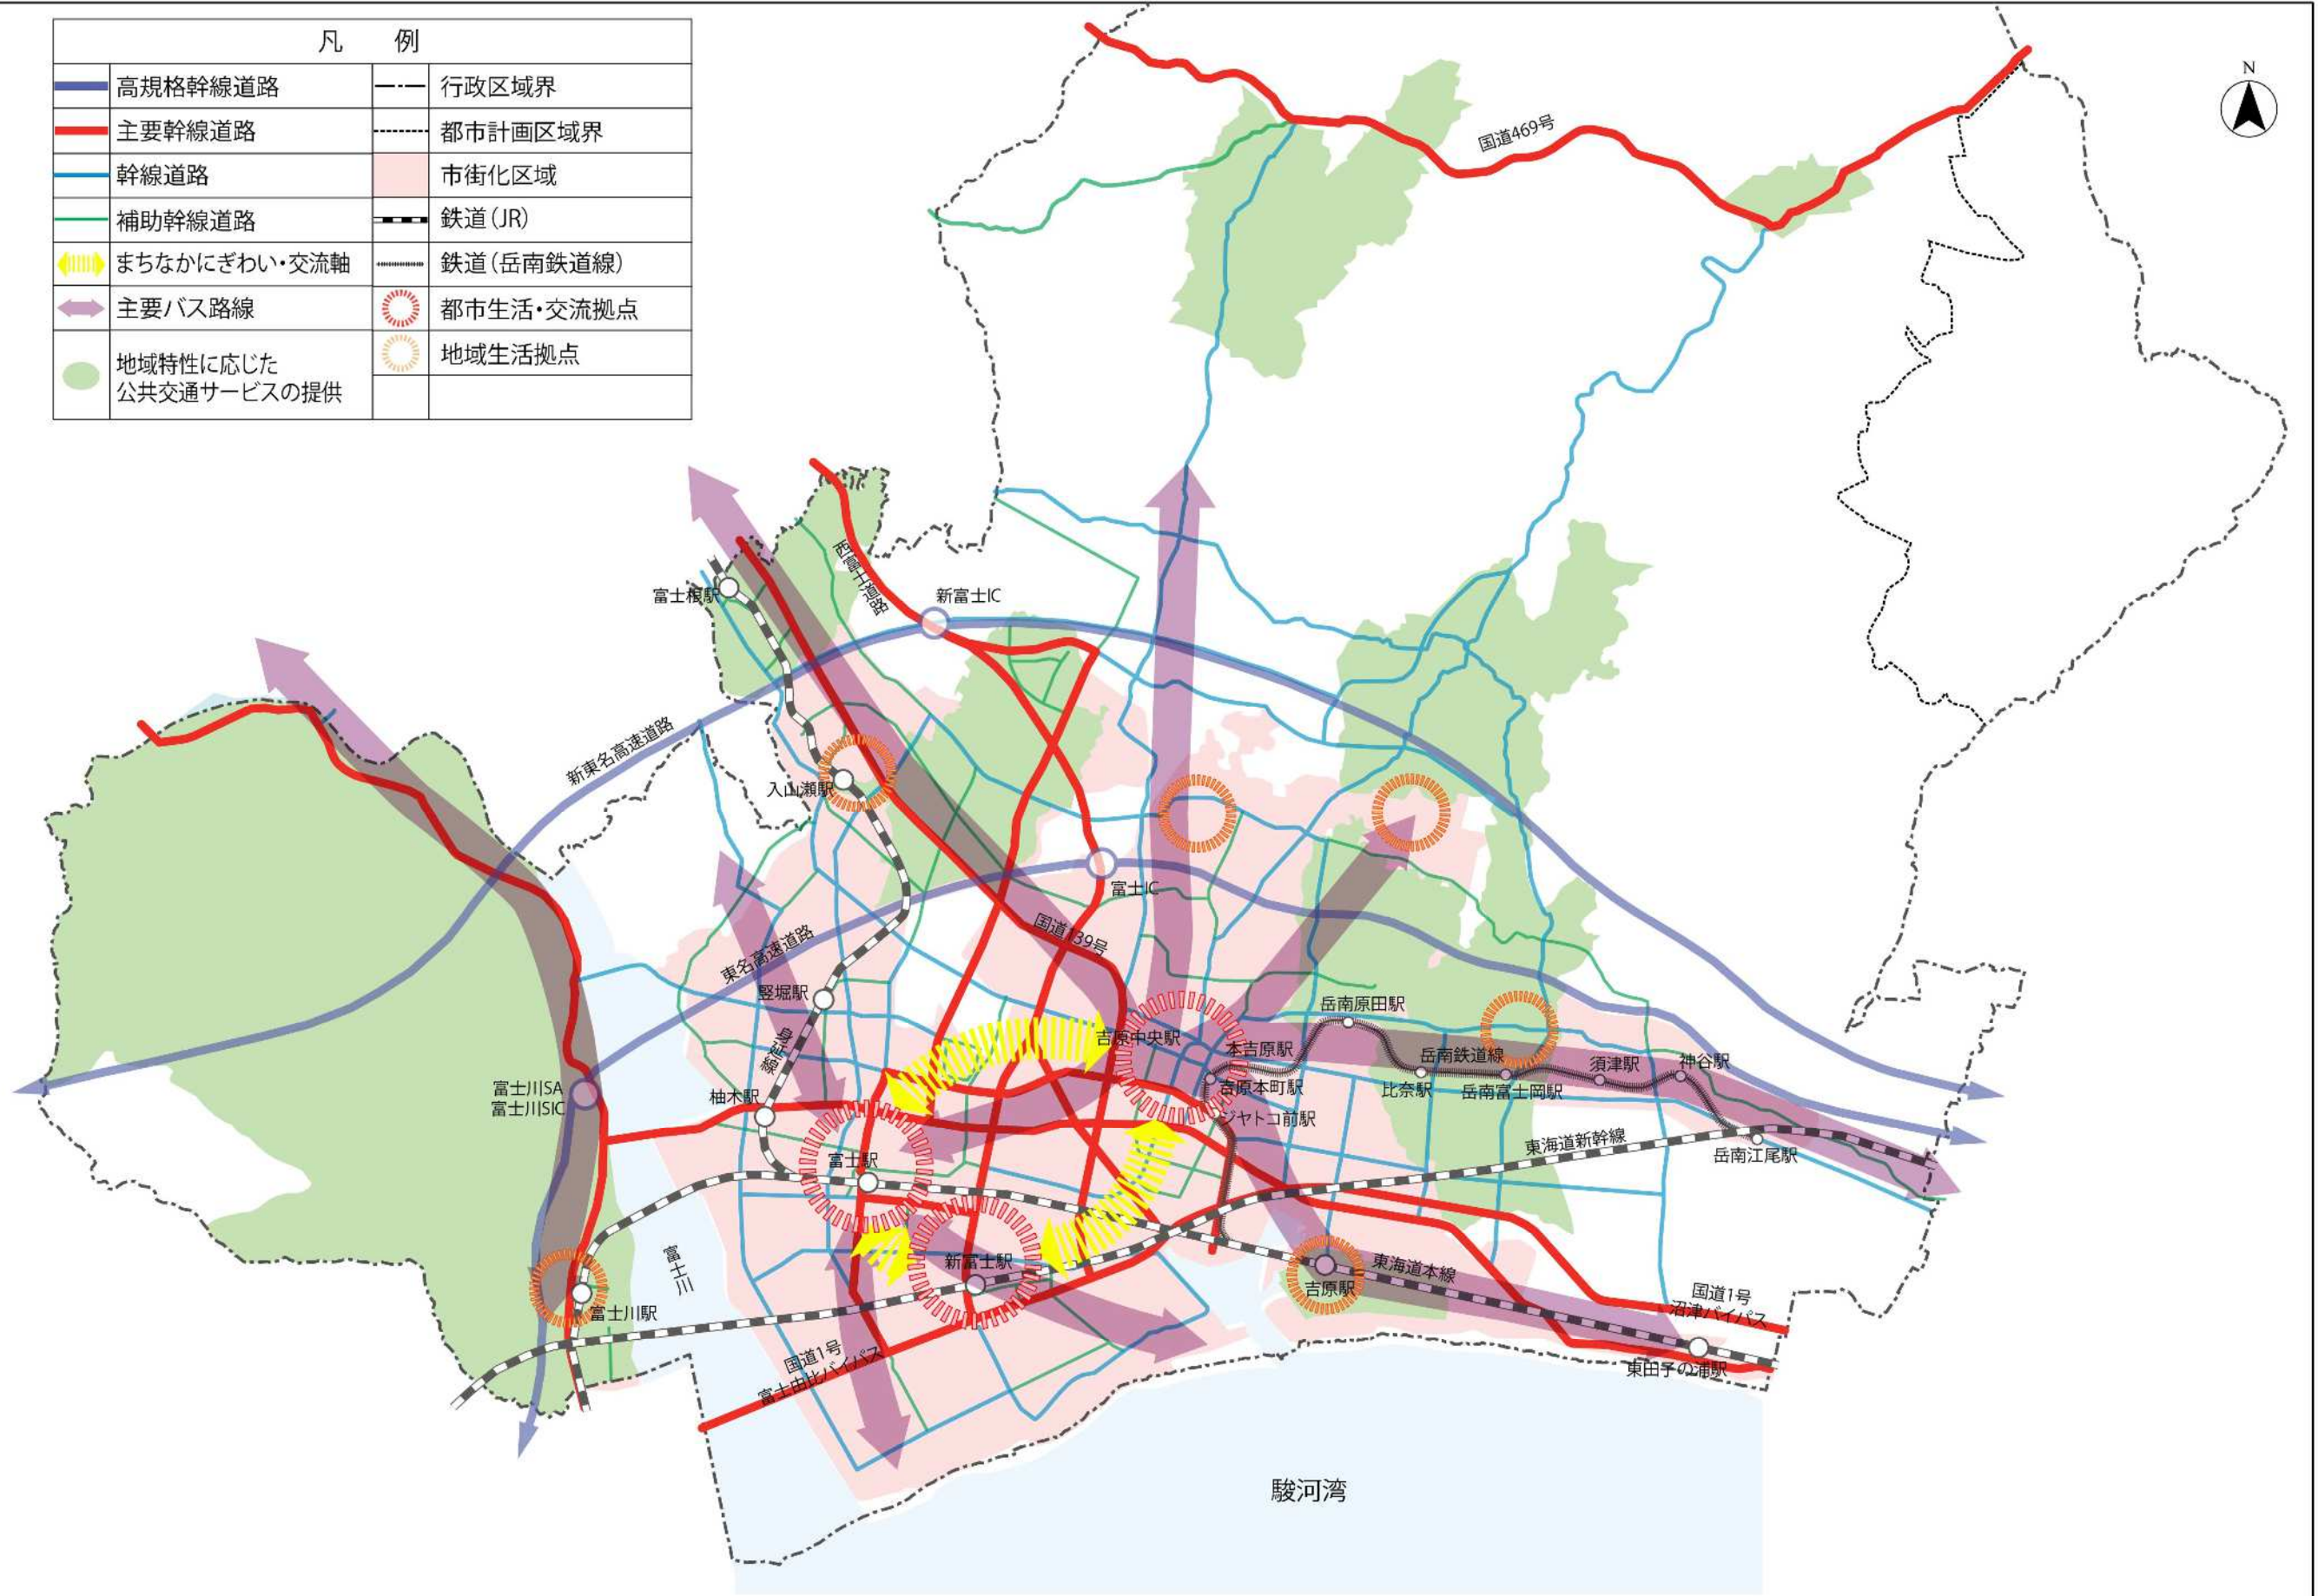 凡　例
高規格幹線道路
行政区域界
主要幹線道路
都市計画区域界
幹線道路
市街化区域
補助幹線道路
鉄道（JR）
まちなかにぎわい・交流軸
鉄道（岳南鉄道線）
主要バス路線
都市生活・交流拠点
地域特性に応じた
公共交通サービスの提供
地域生活拠点
N
国道469号
西富士道路
富士根駅
新富士IC
新東名高速道路
入山瀬駅
富士IC
国道139号
東名高速道路
竪堀駅
岳南原田駅
吉原中央駅
本吉原駅
岳南鉄道線
須津駅
神谷駅
身延線
富士川SA
富士川SIC
柚木駅
吉原本町駅
比奈駅
岳南富士岡駅
ジヤトコ前駅
東海道新幹線
岳南江尾駅
富士駅
富士川
新富士駅
東海道本線
吉原駅
国道1号
沼津バイパス
富士川駅
国道1号
富士由比バイパス
東田子の浦駅
駿河湾